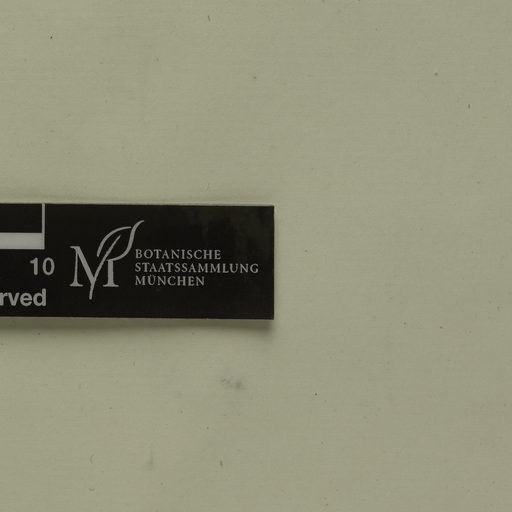 10
rved
BOTANISCHE
STAATSSAMMLUNG
MÜNCHEN